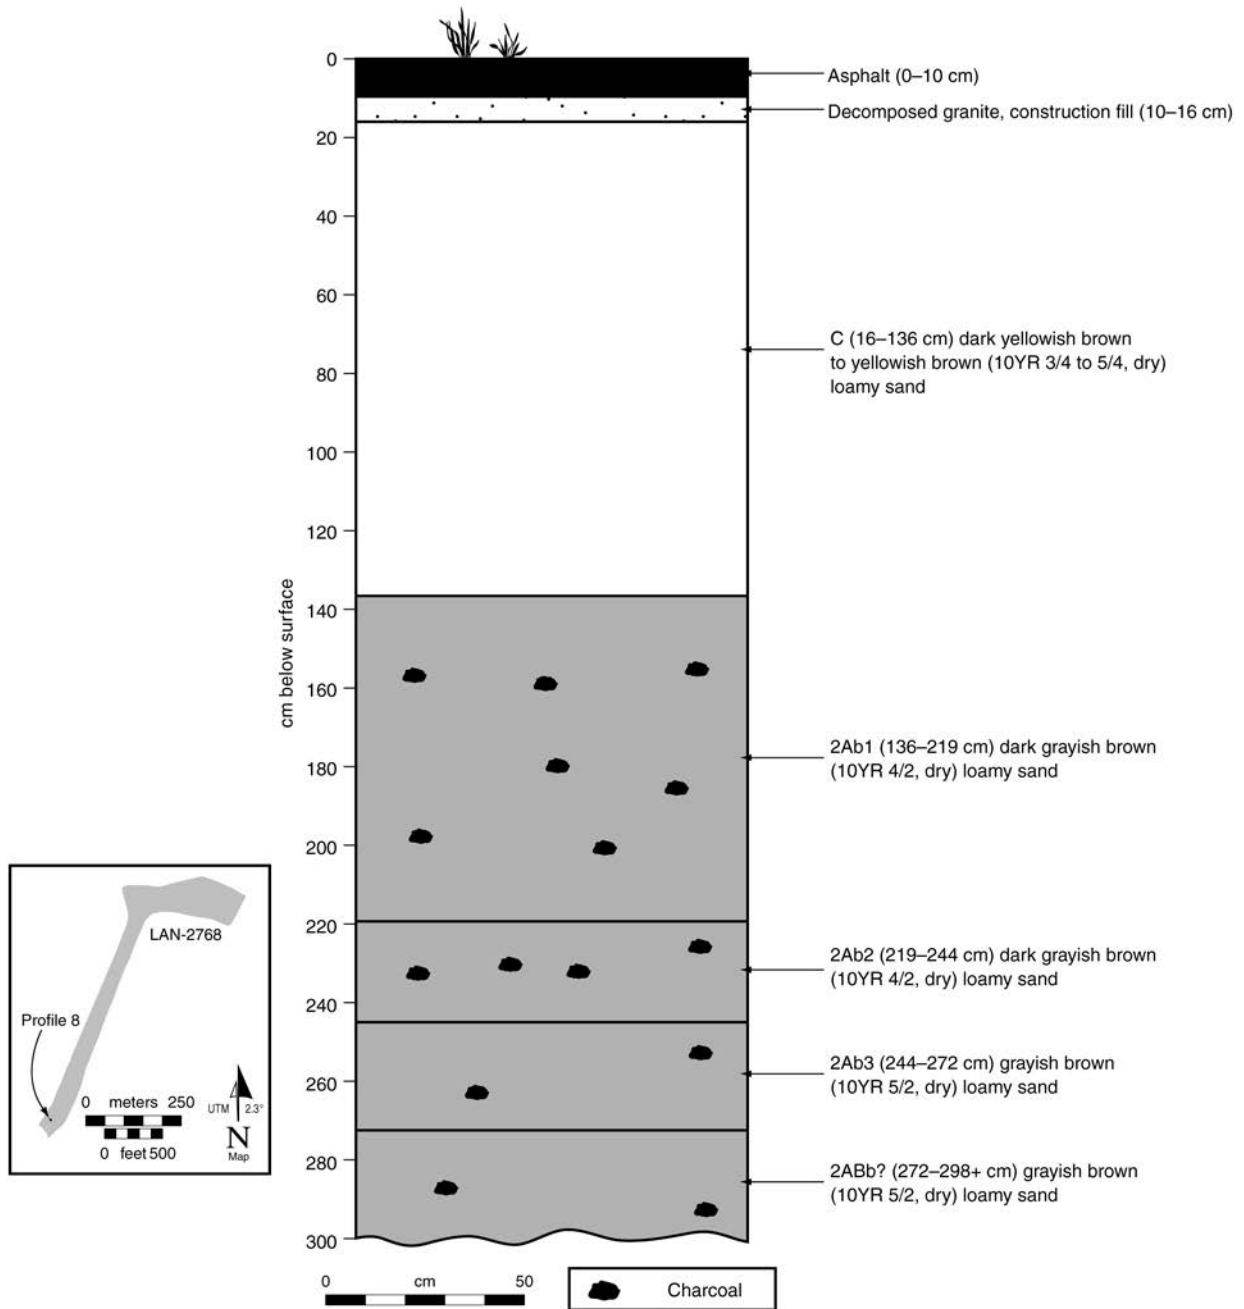 0
20
40
60
80
100
120
140
160
180
200
220
240
260
280
300
cm below surface
Asphalt (0–10 cm)
Decomposed granite, construction fill (10–16 cm)
C (16–136 cm) dark yellowish brown
to yellowish brown (10YR 3/4 to 5/4, dry)
loamy sand
2Ab1 (136–219 cm) dark grayish brown
(10YR 4/2, dry) loamy sand
2Ab2 (219–244 cm) dark grayish brown
(10YR 4/2, dry) loamy sand
2Ab3 (244–272 cm) grayish brown
(10YR 5/2, dry) loamy sand
2ABb? (272–298+ cm) grayish brown
(10YR 5/2, dry) loamy sand
LAN-2768
Profile 8
0 meters 250
0 feet 500
UTM 2.3°
N
Map
0 cm 50
Charcoal